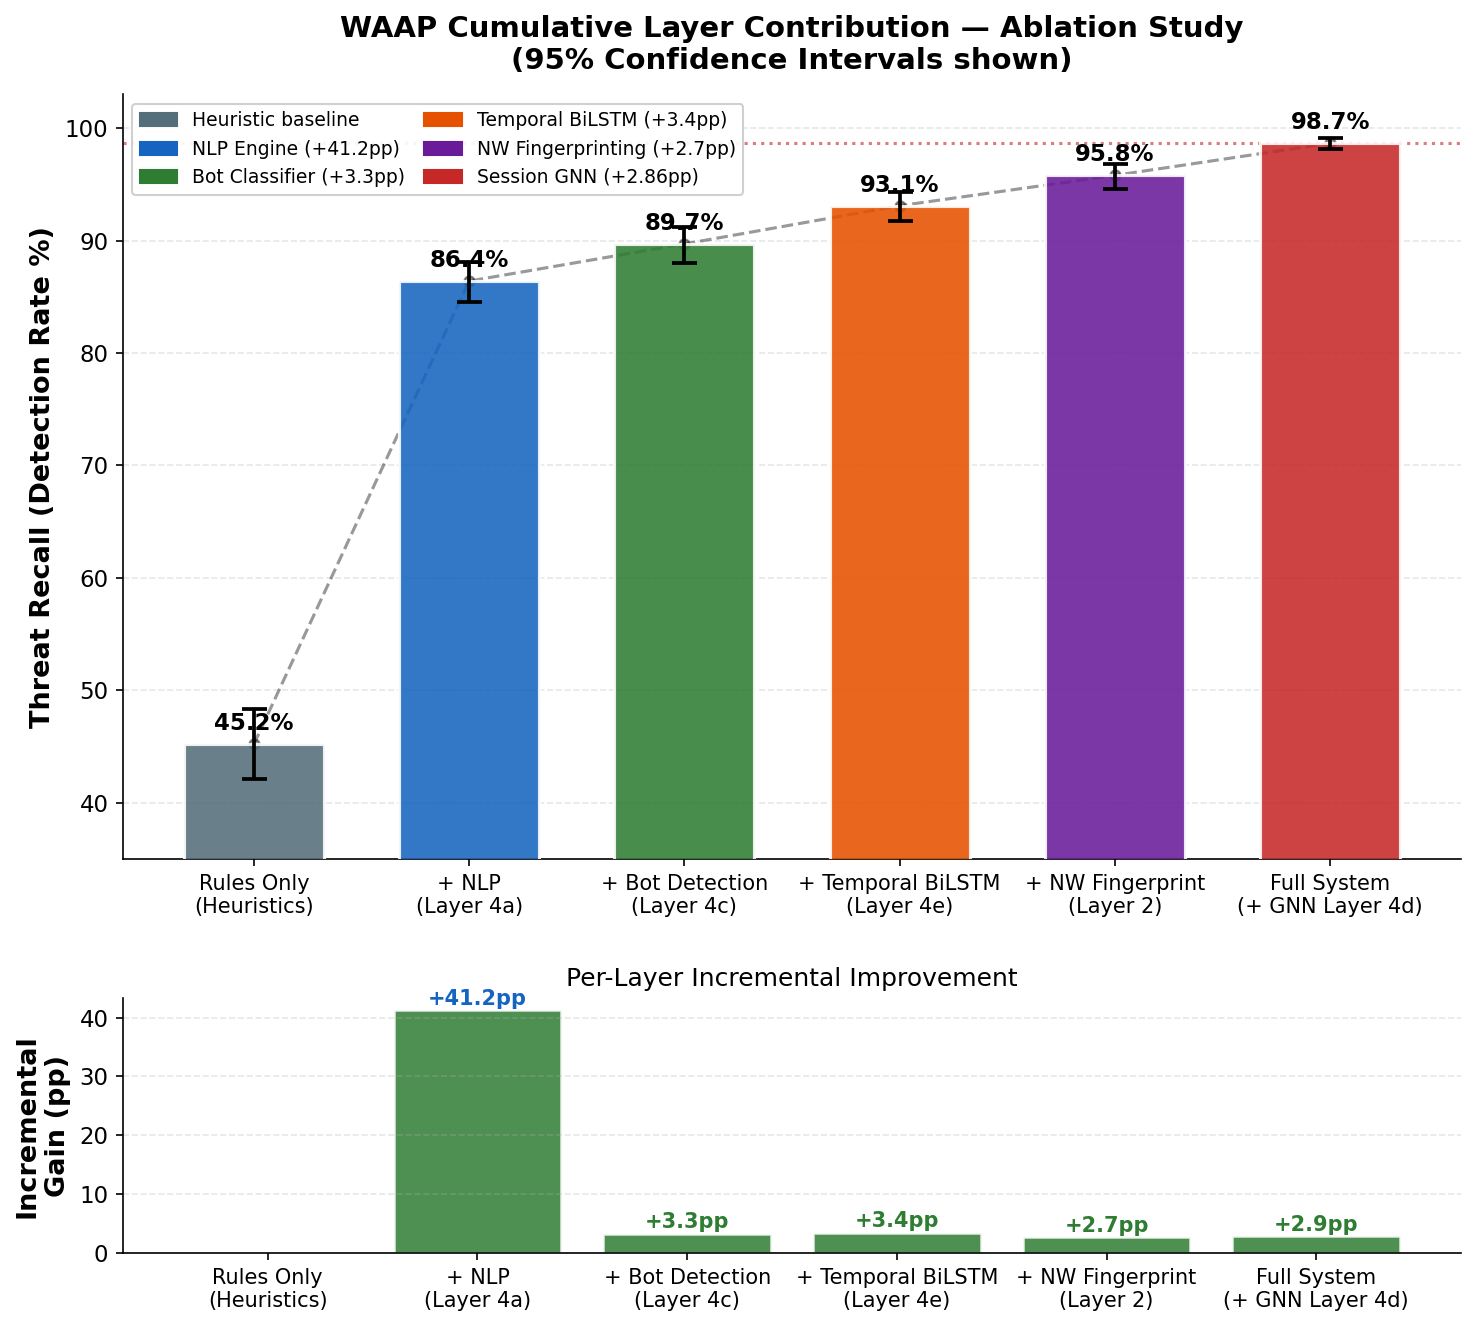 WAAP Cumulative Layer Contribution — Ablation Study
(95% Confidence Intervals shown)
Heuristic baseline
NLP Engine (+41.2pp)
Bot Classifier (+3.3pp)
Temporal BiLSTM (+3.4pp)
NW Fingerprinting (+2.7pp)
Session GNN (+2.86pp)
Threat Recall (Detection Rate %)
100
90
80
70
60
50
40
45.2%
86.4%
89.7%
93.1%
95.8%
98.7%
Rules Only
(Heuristics)
+ NLP
(Layer 4a)
+ Bot Detection
(Layer 4c)
+ Temporal BiLSTM
(Layer 4e)
+ NW Fingerprint
(Layer 2)
Full System
(+ GNN Layer 4d)
Per-Layer Incremental Improvement
Incremental
Gain (pp)
40
30
20
10
0
+41.2pp
+3.3pp
+3.4pp
+2.7pp
+2.9pp
Rules Only
(Heuristics)
+ NLP
(Layer 4a)
+ Bot Detection
(Layer 4c)
+ Temporal BiLSTM
(Layer 4e)
+ NW Fingerprint
(Layer 2)
Full System
(+ GNN Layer 4d)